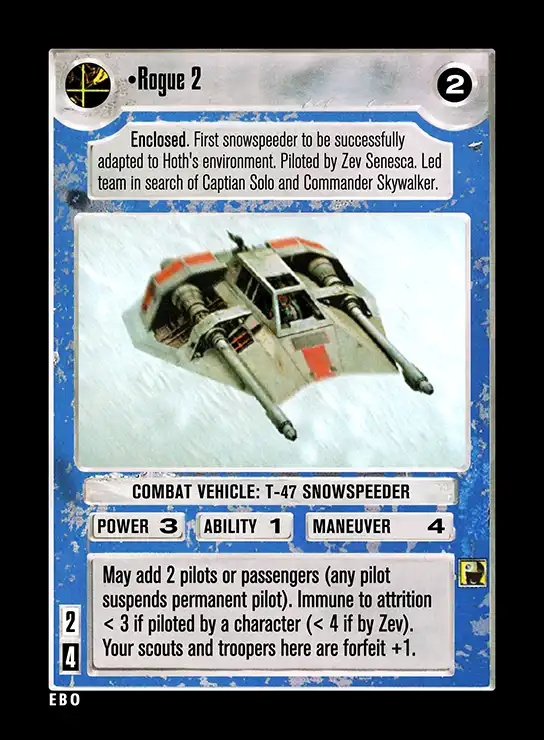 •Rogue 2
2
Enclosed. First snowspeeder to be successfully
adapted to Hoth's environment. Piloted by Zev Senesca. Led
team in search of Captian Solo and Commander Skywalker.
COMBAT VEHICLE: T-47 SNOWSPEEDER
POWER 3 ABILITY 1 MANEUVER 4
May add 2 pilots or passengers (any pilot
suspends permanent pilot). Immune to attrition
< 3 if piloted by a character (< 4 if by Zev).
Your scouts and troopers here are forfeit +1.
2
4
EBO